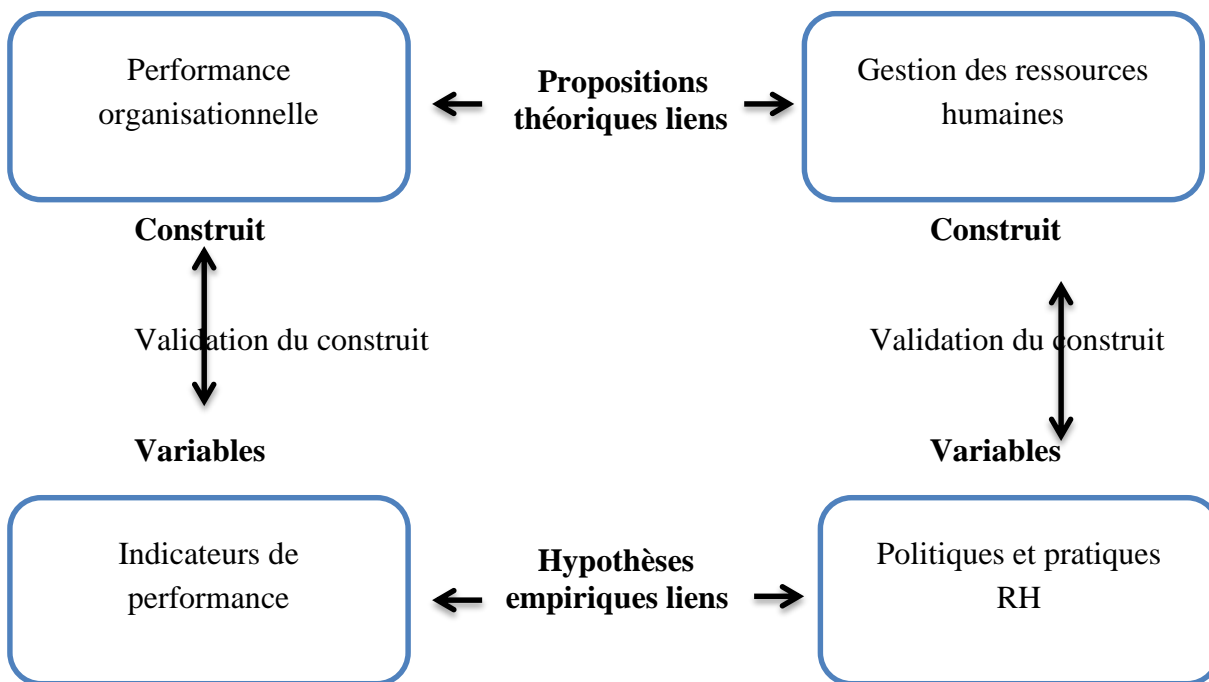 Performance
organisationnelle
Propositions
théoriques liens
Gestion des ressources
humaines
Construit
Construit
Validation du construit
Validation du construit
Variables
Variables
Indicateurs de
performance
Hypothèses
empiriques liens
Politiques et pratiques
RH